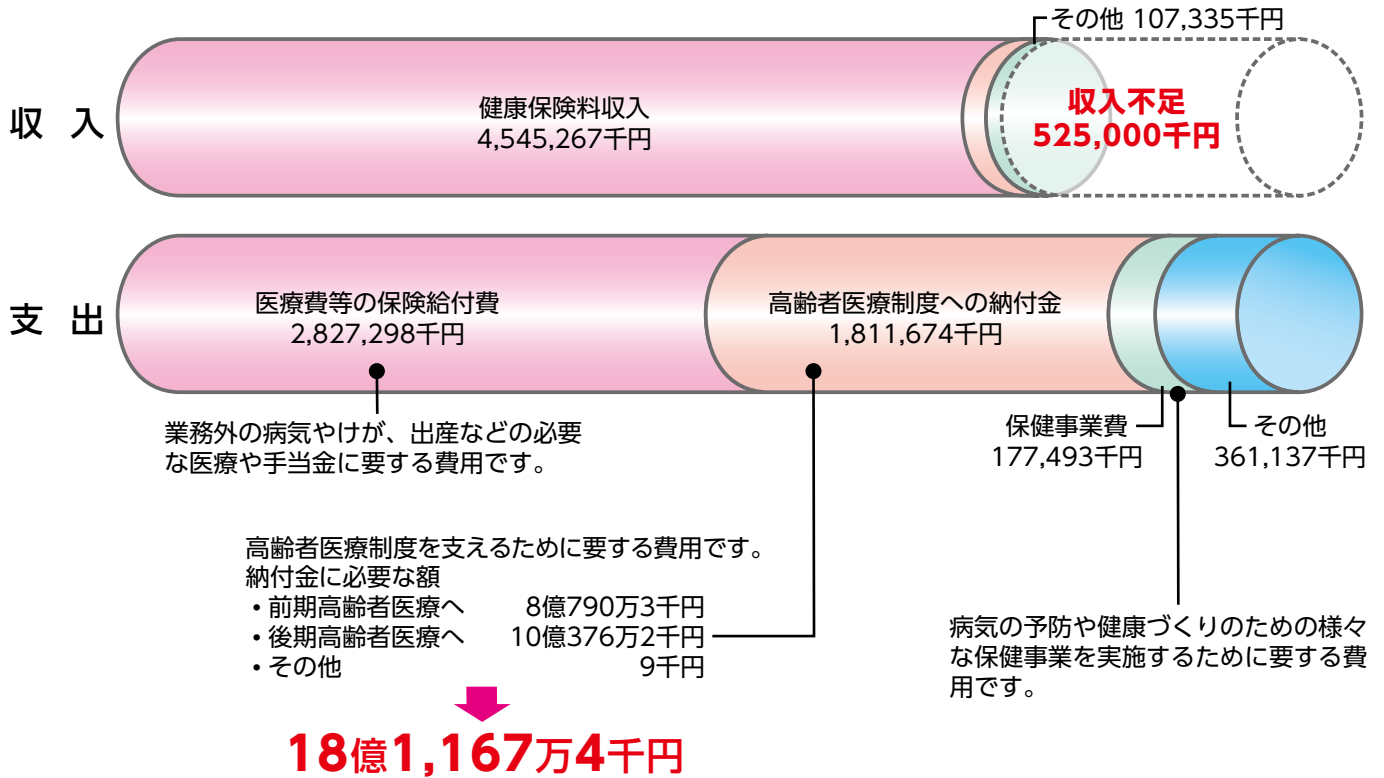 その他 107,335千円
収 入
健康保険料収入
4,545,267千円
収入不足
525,000千円
支 出
医療費等の保険給付費
2,827,298千円
高齢者医療制度への納付金
1,811,674千円
保健事業費
177,493千円
その他
361,137千円
業務外の病気やけが、出産などの必要
な医療や手当金に要する費用です。
高齢者医療制度を支えるために要する費用です。
納付金に必要な額
・前期高齢者医療へ 8億790万3千円
・後期高齢者医療へ 10億376万2千円
・その他 9千円
18億1,167万4千円
病気の予防や健康づくりのための様々
な保健事業を実施するために要する費
用です。